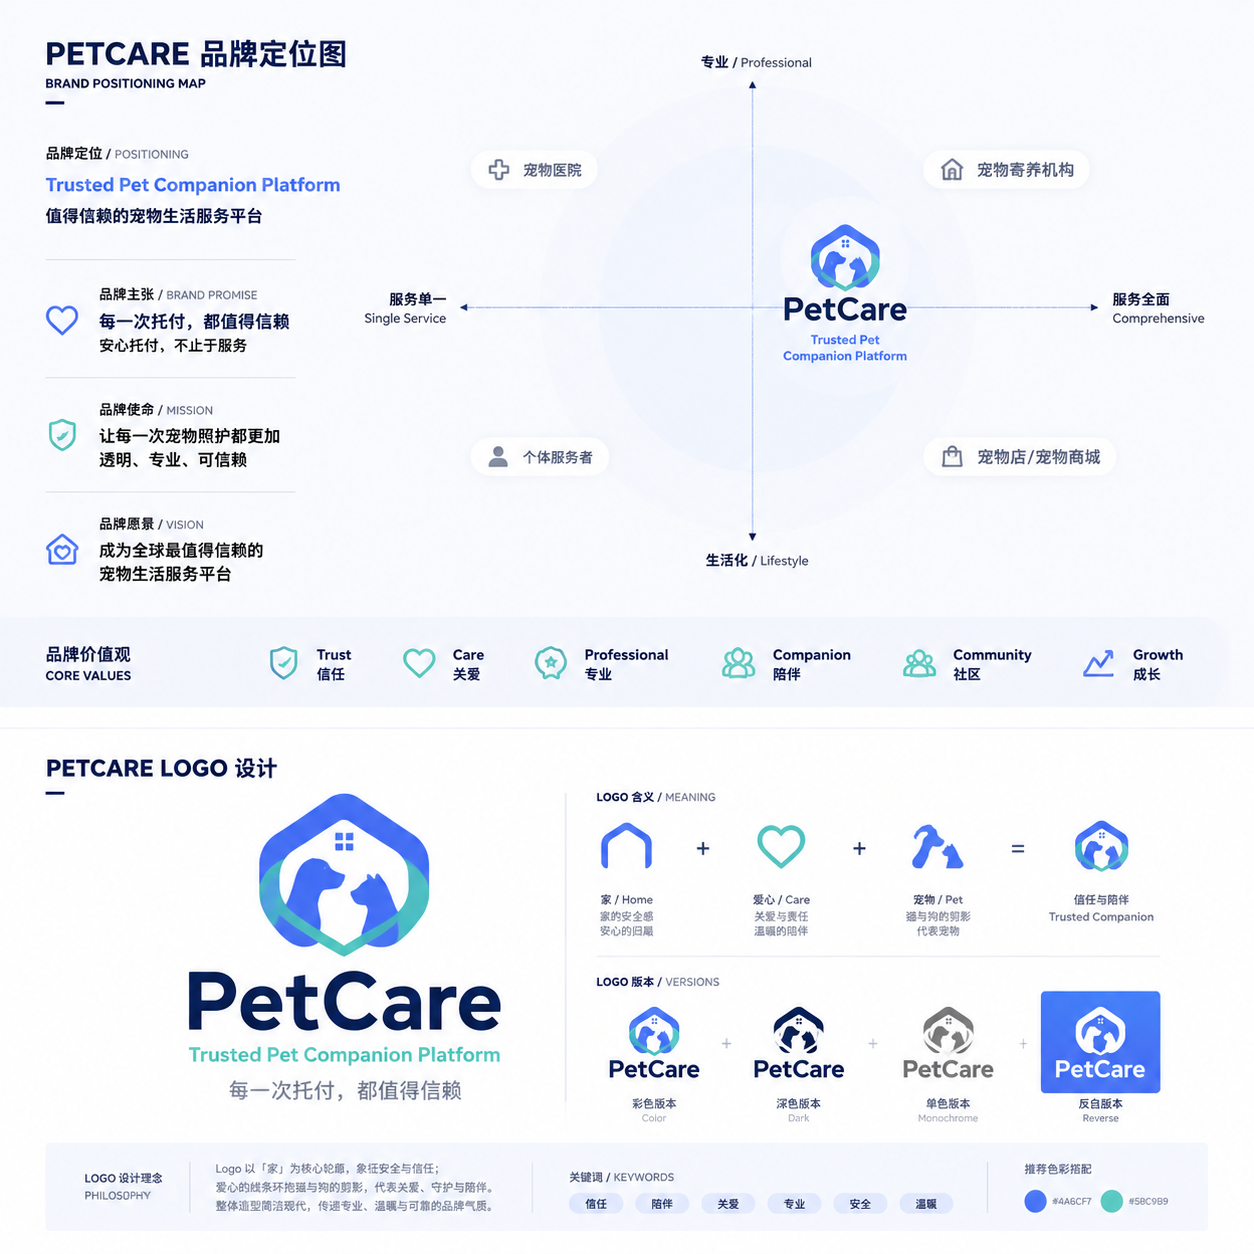 PETCARE 品牌定位图
BRAND POSITIONING MAP
品牌定位 / POSITIONING
Trusted Pet Companion Platform
值得信赖的宠物生活服务平台
品牌主张 / BRAND PROMISE
每一次托付，都值得信赖
安心托付，不止于服务
品牌使命 / MISSION
让每一次宠物照护都更加
透明、专业、可信赖
品牌愿景 / VISION
成为全球最值得信赖的
宠物生活服务平台
专业 / Professional
宠物医院
宠物寄养机构
服务单一
Single Service
PetCare
Trusted Pet
Companion Platform
服务全面
Comprehensive
个体服务者
宠物店/宠物商城
生活化 / Lifestyle
品牌价值观
CORE VALUES
Trust
信任
Care
关爱
Professional
专业
Companion
陪伴
Community
社区
Growth
成长
PETCARE LOGO 设计
PetCare
Trusted Pet Companion Platform
每一次托付，都值得信赖
LOGO 含义 / MEANING
+
+
=
家 / Home
家的安全感
安心的归属
爱心 / Care
关爱与责任
温暖的陪伴
宠物 / Pet
猫与狗的剪影
代表宠物
信任与陪伴
Trusted Companion
LOGO 版本 / VERSIONS
PetCare
彩色版本
Color
+
PetCare
深色版本
Dark
+
PetCare
单色版本
Monochrome
+
PetCare
反自版本
Reverse
LOGO 设计理念
PHILOSOPHY
Logo 以「家」为核心轮廓，象征安全与信任；
爱心的线条环抱猫与狗的剪影，代表关爱、守护与陪伴。
整体造型简洁现代，传递专业、温暖与可靠的品牌气质。
关键词 / KEYWORDS
信任
陪伴
关爱
专业
安全
温暖
推荐色彩搭配
#4A6CF7
#5BC9B9